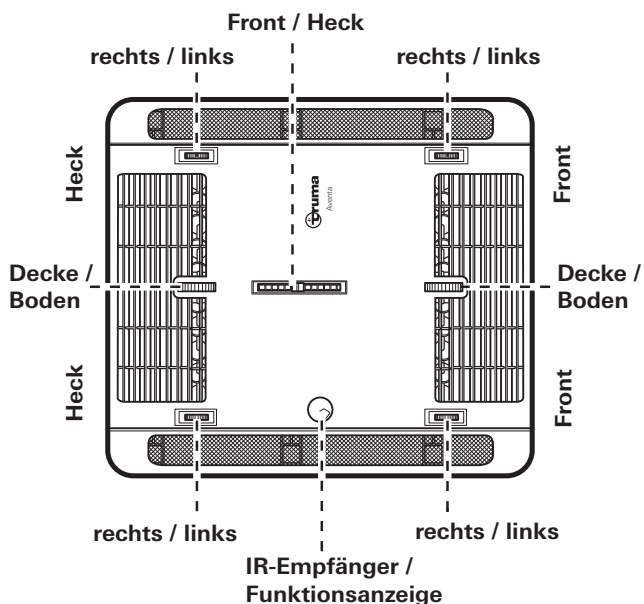 Front / Heck
rechts / links
rechts / links
Heck
Front
truma
Aventa
Decke /
Boden
Decke /
Boden
Heck
Front
rechts / links
rechts / links
IR-Empfänger /
Funktionsanzeige